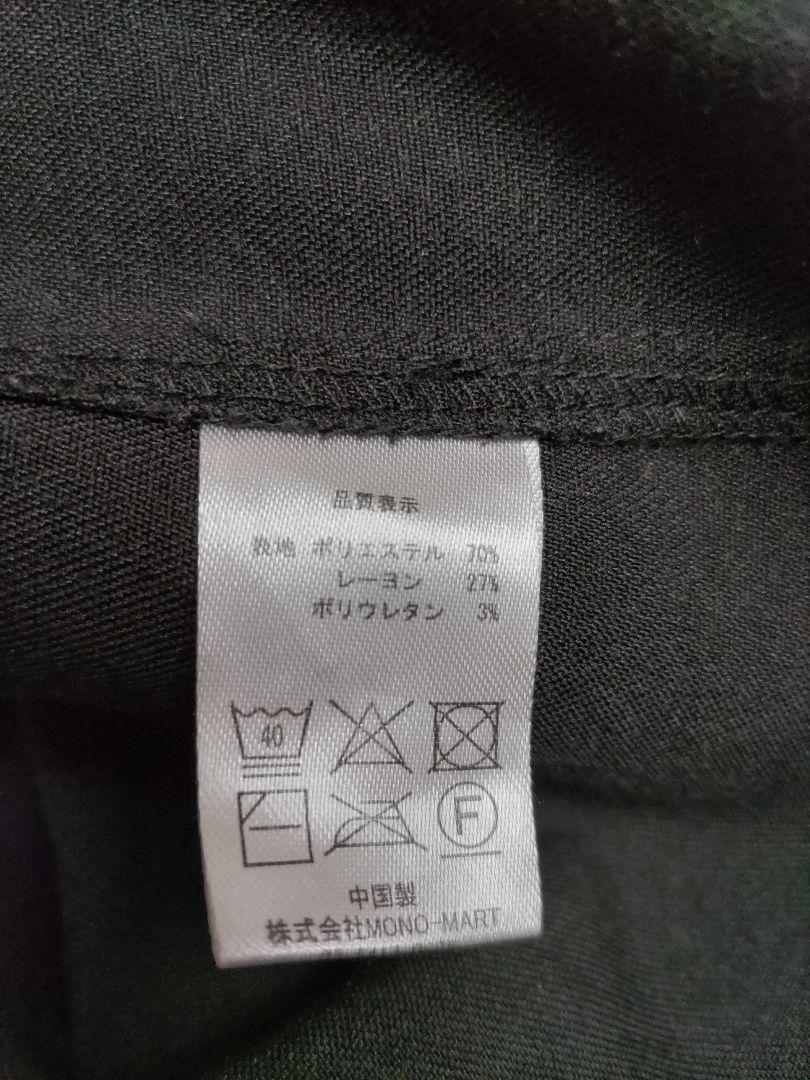 品質表示
表地 ポリエステル 70%
レーヨン 27%
ポリウレタン 3%
40
F
中国製
株式会社MONO-MART